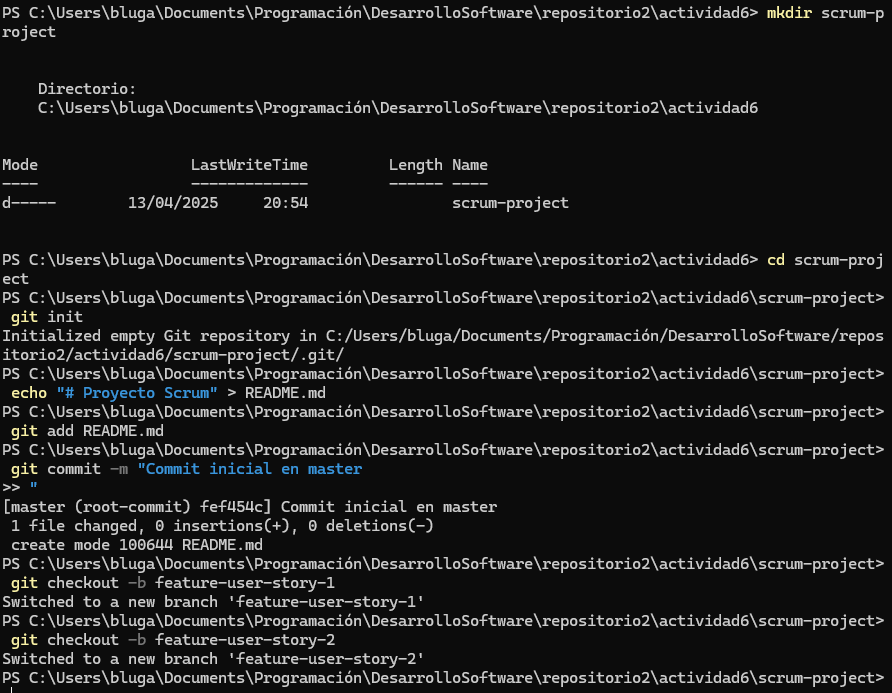 PS C:\Users\bluga\Documents\Programación\DesarrolloSoftware\repositorio2\actividad6> mkdir scrum-p
roject
    Directorio:
    C:\Users\bluga\Documents\Programación\DesarrolloSoftware\repositorio2\actividad6
Mode                 LastWriteTime         Length Name
----                 -------------         ------ ----
d-----        13/04/2025     20:54                scrum-project
PS C:\Users\bluga\Documents\Programación\DesarrolloSoftware\repositorio2\actividad6> cd scrum-proj
ect
PS C:\Users\bluga\Documents\Programación\DesarrolloSoftware\repositorio2\actividad6\scrum-project>
 git init
Initialized empty Git repository in C:/Users/bluga/Documents/Programación/DesarrolloSoftware/repos
itorio2/actividad6/scrum-project/.git/
PS C:\Users\bluga\Documents\Programación\DesarrolloSoftware\repositorio2\actividad6\scrum-project>
 echo "# Proyecto Scrum" > README.md
PS C:\Users\bluga\Documents\Programación\DesarrolloSoftware\repositorio2\actividad6\scrum-project>
 git add README.md
PS C:\Users\bluga\Documents\Programación\DesarrolloSoftware\repositorio2\actividad6\scrum-project>
 git commit -m "Commit inicial en master
>> "
[master (root-commit) fef454c] Commit inicial en master
 1 file changed, 0 insertions(+), 0 deletions(-)
 create mode 100644 README.md
PS C:\Users\bluga\Documents\Programación\DesarrolloSoftware\repositorio2\actividad6\scrum-project>
 git checkout -b feature-user-story-1
Switched to a new branch 'feature-user-story-1'
PS C:\Users\bluga\Documents\Programación\DesarrolloSoftware\repositorio2\actividad6\scrum-project>
 git checkout -b feature-user-story-2
Switched to a new branch 'feature-user-story-2'
PS C:\Users\bluga\Documents\Programación\DesarrolloSoftware\repositorio2\actividad6\scrum-project>